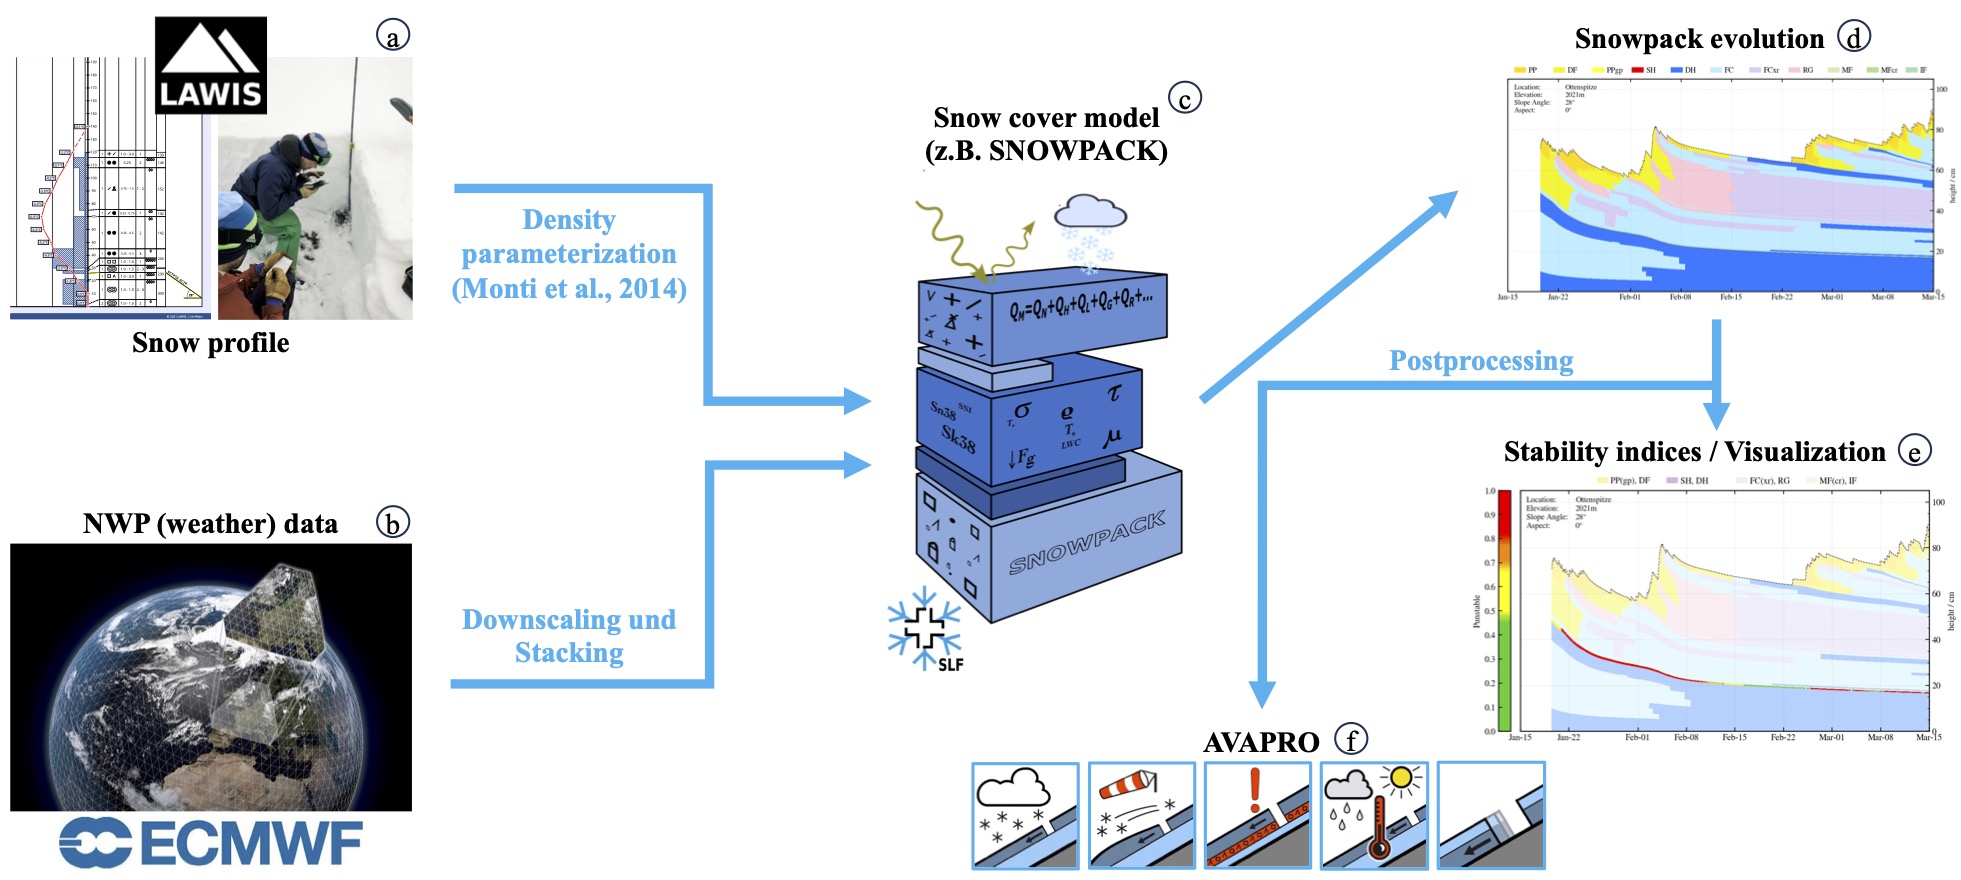 a
LAWIS
Snow profile
NWP (weather) data
b
ECMWF
Density
parameterization
(Monti et al., 2014)
Downscaling und
Stacking
c
Snow cover model
(z.B. SNOWPACK)
Q_M=Q_N+Q_H+Q_L+Q_G+Q_R+...
Sn38 SSI
Sk38
σ ϱ τ
T_s
LWC
μ
↓Fg
SNOWPACK
SLF
Snowpack evolution d
PP DF PPgp SH DH FC FCxr RG MF MFcr IF
Location: Ottenspitze
Elevation: 2021m
Slope Angle: 28°
Aspect: 0°
100
80
60
40
20
0
height / cm
Jan-15 Jan-22 Feb-01 Feb-08 Feb-15 Feb-22 Mar-01 Mar-08 Mar-15
Postprocessing
Stability indices / Visualization e
PP(gp), DF SH, DH FC(xr), RG MF(cr), IF
Location: Ottenspitze
Elevation: 2021m
Slope Angle: 28°
Aspect: 0°
1.0
0.9
0.8
0.7
0.6
0.5
0.4
0.3
0.2
0.1
0.0
Punstable
100
80
60
40
20
0
height / cm
Jan-15 Jan-22 Feb-01 Feb-08 Feb-15 Feb-22 Mar-01 Mar-08 Mar-15
AVAPRO f